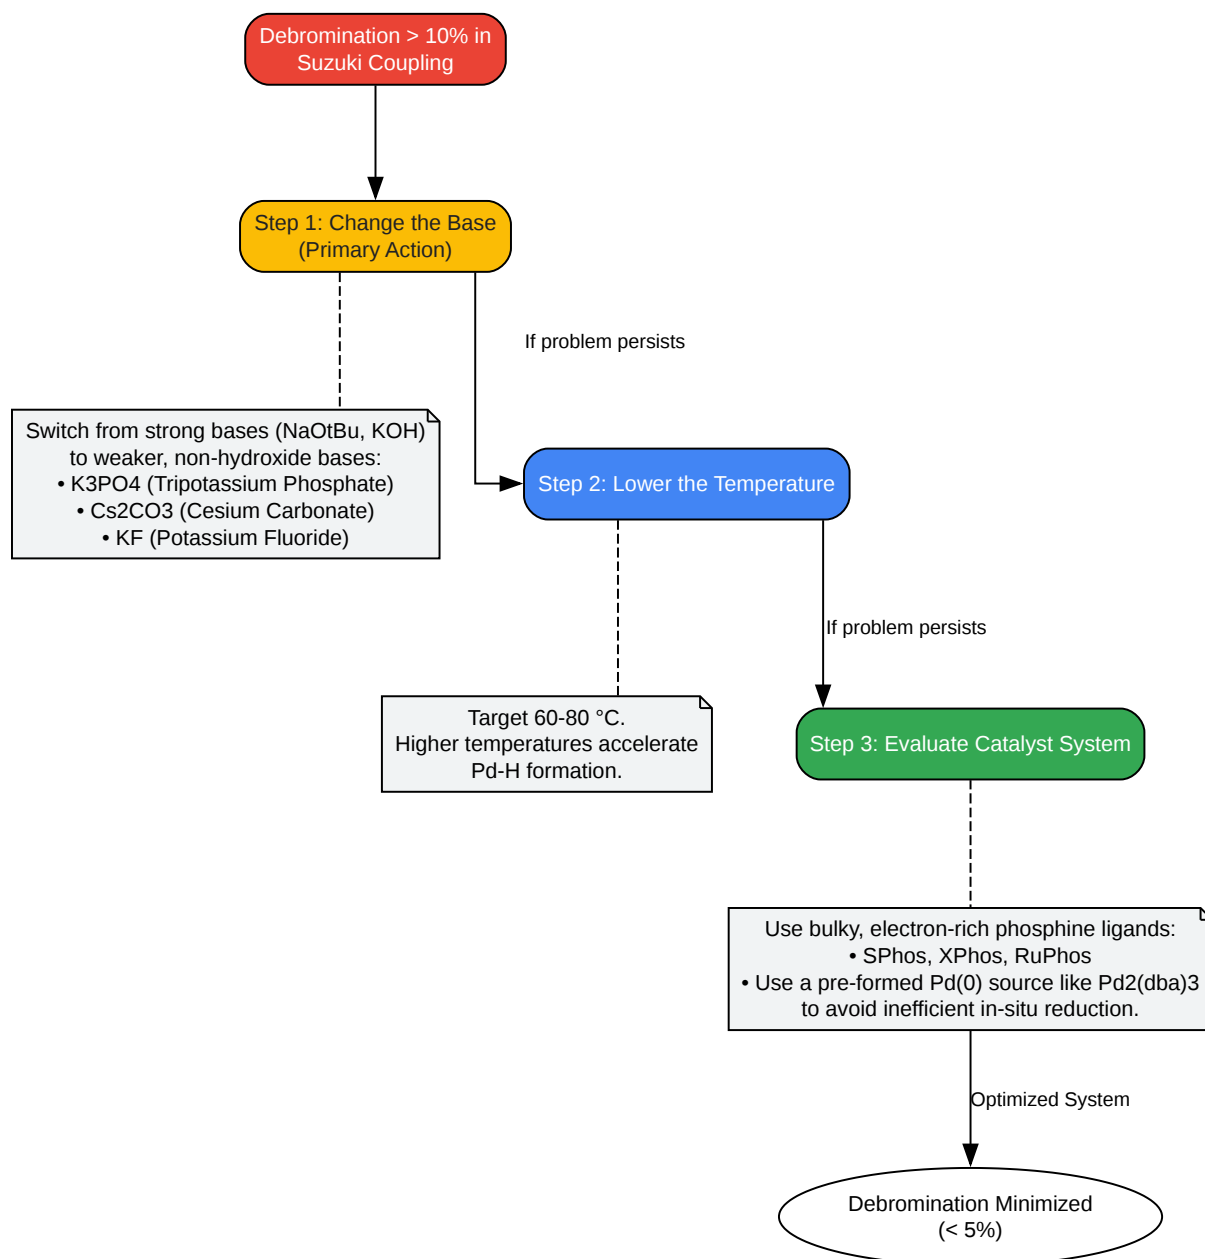 Debromination > 10% in
Suzuki Coupling
Step 1: Change the Base
(Primary Action)
If problem persists
Switch from strong bases (NaOtBu, KOH)
to weaker, non-hydroxide bases:
• K3PO4 (Tripotassium Phosphate)
• Cs2CO3 (Cesium Carbonate)
• KF (Potassium Fluoride)
Step 2: Lower the Temperature
If problem persists
Target 60-80 °C.
Higher temperatures accelerate
Pd-H formation.
Step 3: Evaluate Catalyst System
Use bulky, electron-rich phosphine ligands:
• SPhos, XPhos, RuPhos
• Use a pre-formed Pd(0) source like Pd2(dba)3
to avoid inefficient in-situ reduction.
Optimized System
Debromination Minimized
(< 5%)